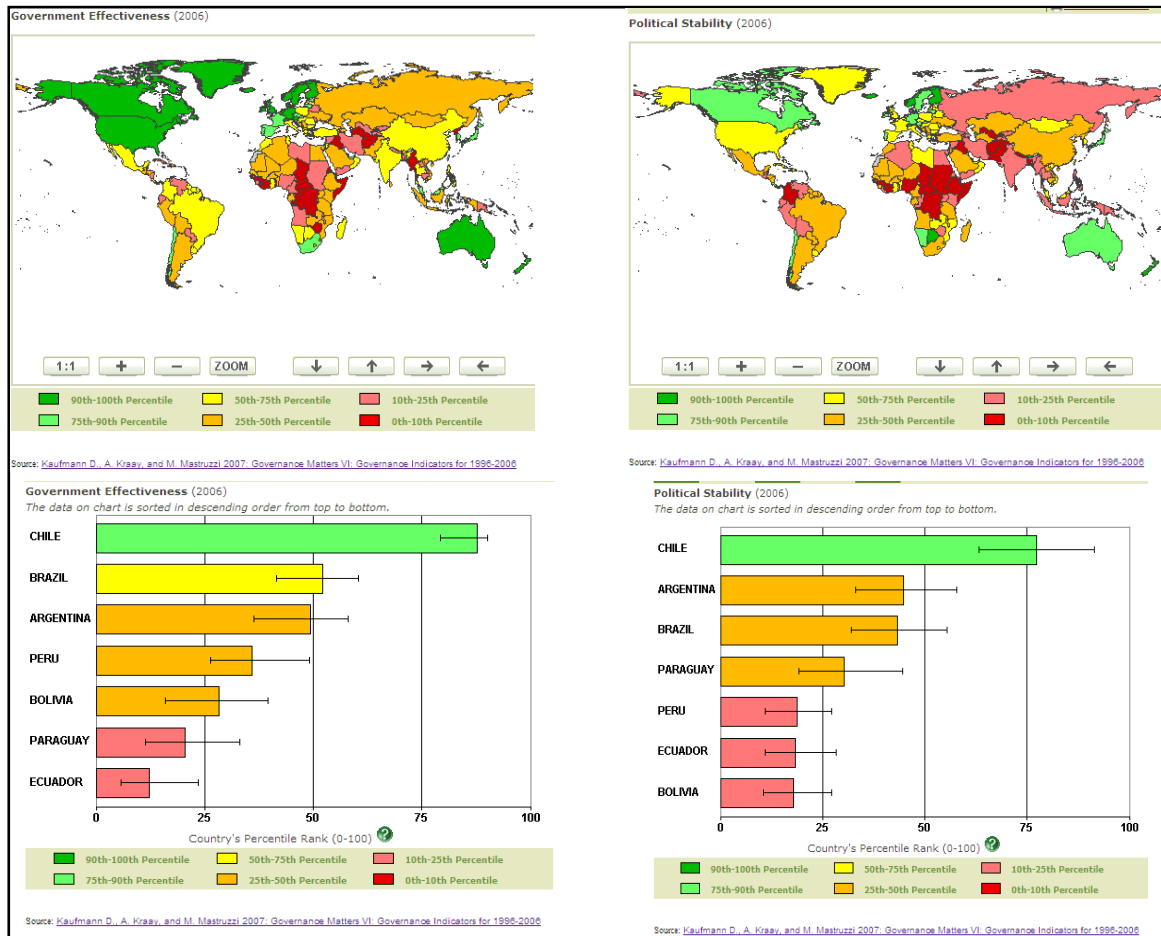 Government Effectiveness (2006)
1:1 + − ZOOM ↓ ↑ → ←
90th-100th Percentile 50th-75th Percentile 10th-25th Percentile
75th-90th Percentile 25th-50th Percentile 0th-10th Percentile
Source: Kaufmann D., A. Kraay, and M. Mastruzzi 2007: Governance Matters VI: Governance Indicators for 1996-2006
Political Stability (2006)
1:1 + − ZOOM ↓ ↑ → ←
90th-100th Percentile 50th-75th Percentile 10th-25th Percentile
75th-90th Percentile 25th-50th Percentile 0th-10th Percentile
Source: Kaufmann D., A. Kraay, and M. Mastruzzi 2007: Governance Matters VI: Governance Indicators for 1996-2006
Government Effectiveness (2006)
The data on chart is sorted in descending order from top to bottom.
CHILE
BRAZIL
ARGENTINA
PERU
BOLIVIA
PARAGUAY
ECUADOR
0 25 50 75 100
Country's Percentile Rank (0-100) ?
90th-100th Percentile 50th-75th Percentile 10th-25th Percentile
75th-90th Percentile 25th-50th Percentile 0th-10th Percentile
Source: Kaufmann D., A. Kraay, and M. Mastruzzi 2007: Governance Matters VI: Governance Indicators for 1996-2006
Political Stability (2006)
The data on chart is sorted in descending order from top to bottom.
CHILE
ARGENTINA
BRAZIL
PARAGUAY
PERU
ECUADOR
BOLIVIA
0 25 50 75 100
Country's Percentile Rank (0-100) ?
90th-100th Percentile 50th-75th Percentile 10th-25th Percentile
75th-90th Percentile 25th-50th Percentile 0th-10th Percentile
Source: Kaufmann D., A. Kraay, and M. Mastruzzi 2007: Governance Matters VI: Governance Indicators for 1996-2006